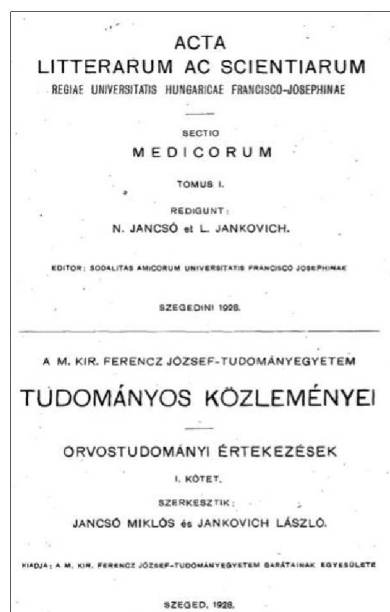 ACTA
LITTERARUM AC SCIENTIARUM
REGIAE UNIVERSITATIS HUNGARICAE FRANCISCO-JOSEPHINAE
SECTIO
MEDICORUM
TOMUS I.
REDIGUNT:
N. JANCSÓ et L. JANKOVICH.
EDITOR: SODALITAS AMICORUM UNIVERSITATIS FRANCISCO JOSEPHINAE
SZEGEDINI 1928.
A M. KIR. FERENCZ JÓZSEF-TUDOMÁNYEGYETEM
TUDOMÁNYOS KÖZLEMÉNYEI
ORVOSTUDOMÁNYI ÉRTEKEZÉSEK
I. KÖTET.
SZERKESZTIK:
JANCSÓ MIKLÓS és JANKOVICH LÁSZLÓ.
KIADJA: A M. KIR. FERENCZ JÓZSEF-TUDOMÁNYEGYETEM BARÁTAINAK EGYESÜLETE
SZEGED, 1928.